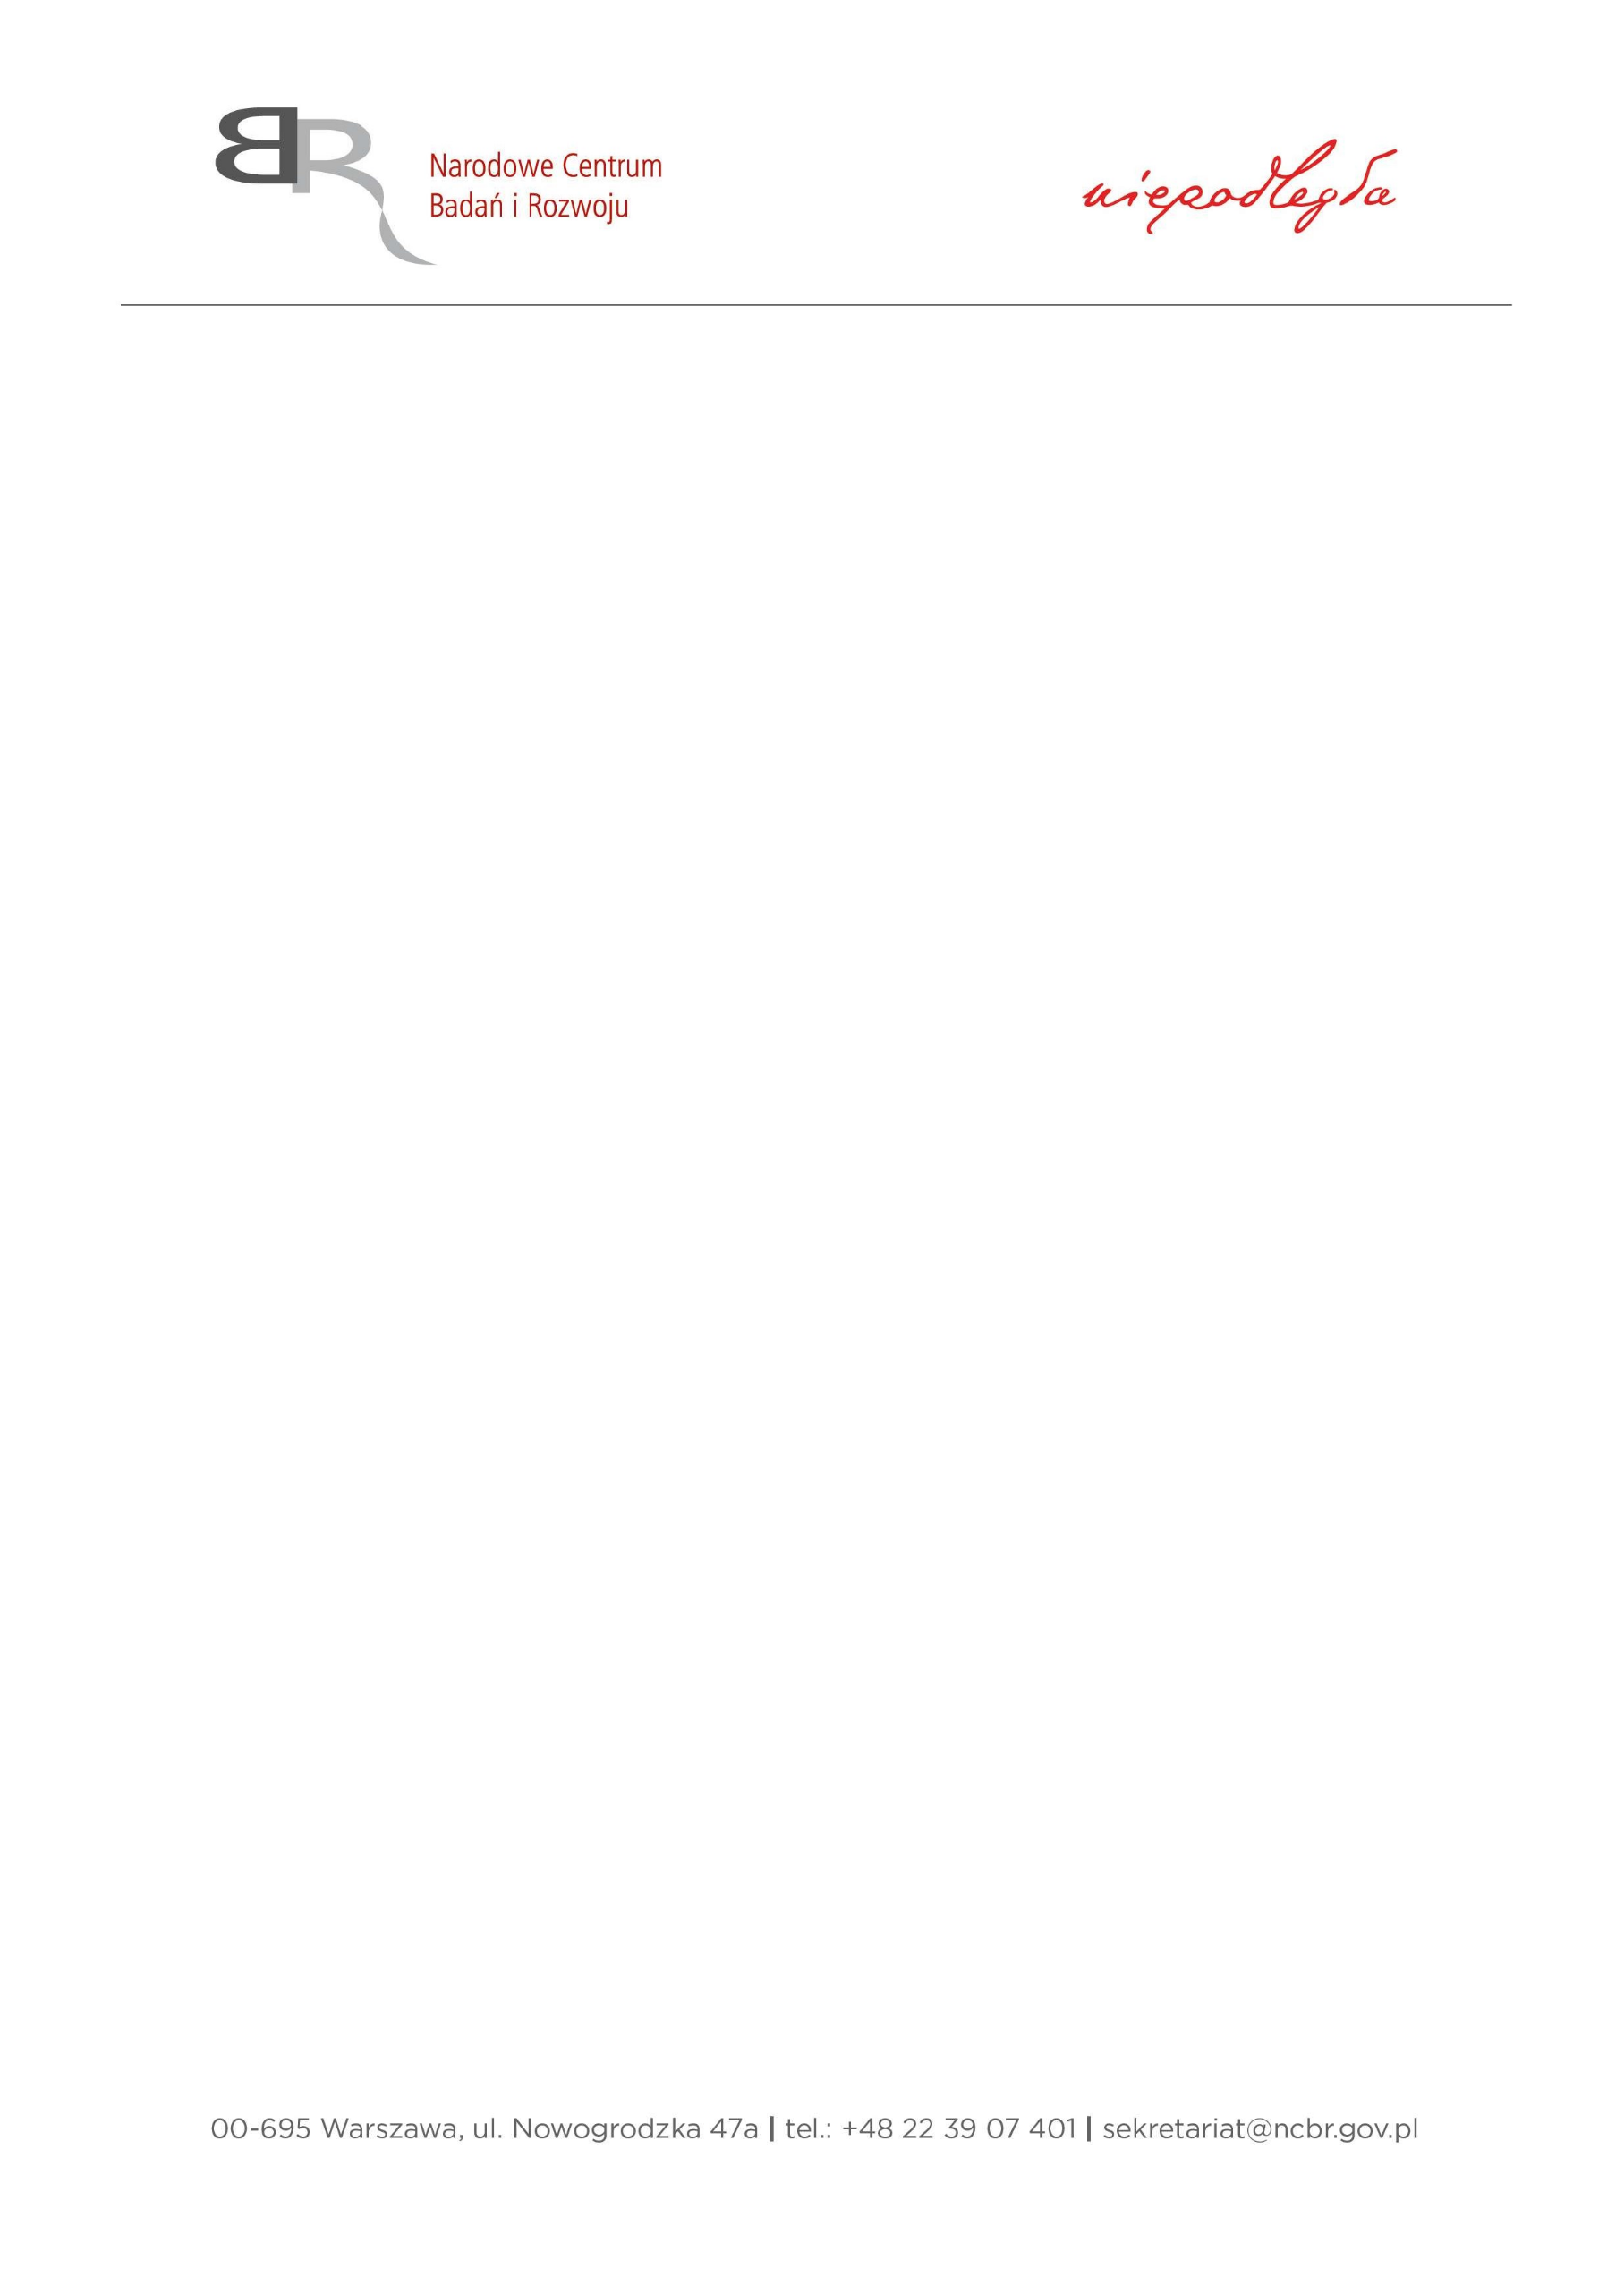 BR
Narodowe Centrum
Badań i Rozwoju
niepodległa
00-695 Warszawa, ul. Nowogrodzka 47a | tel.: +48 22 39 07 401 | sekretariat@ncbr.gov.pl